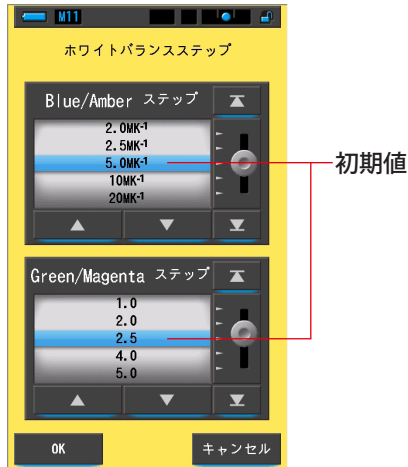 M11
ホワイトバランスステップ
Blue/Amber ステップ
2.0MK-1
2.5MK-1
5.0MK-1
10MK-1
20MK-1
初期値
Green/Magenta ステップ
1.0
2.0
2.5
4.0
5.0
OK
キャンセル